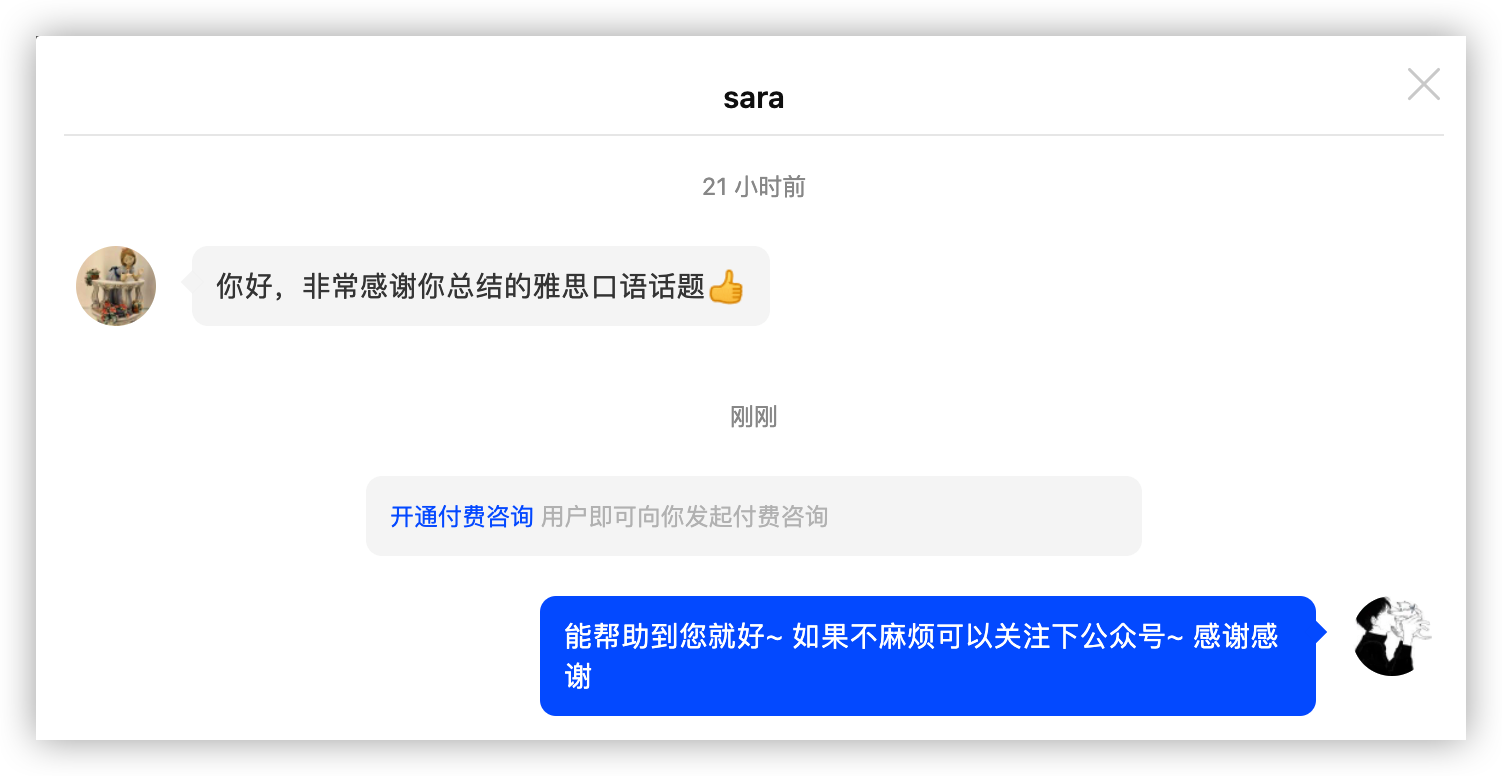 sara
21 小时前
你好，非常感谢你总结的雅思口语话题👍
刚刚
开通付费咨询 用户即可向你发起付费咨询
能帮助到您就好~ 如果不麻烦可以关注下公众号~ 感谢感
谢